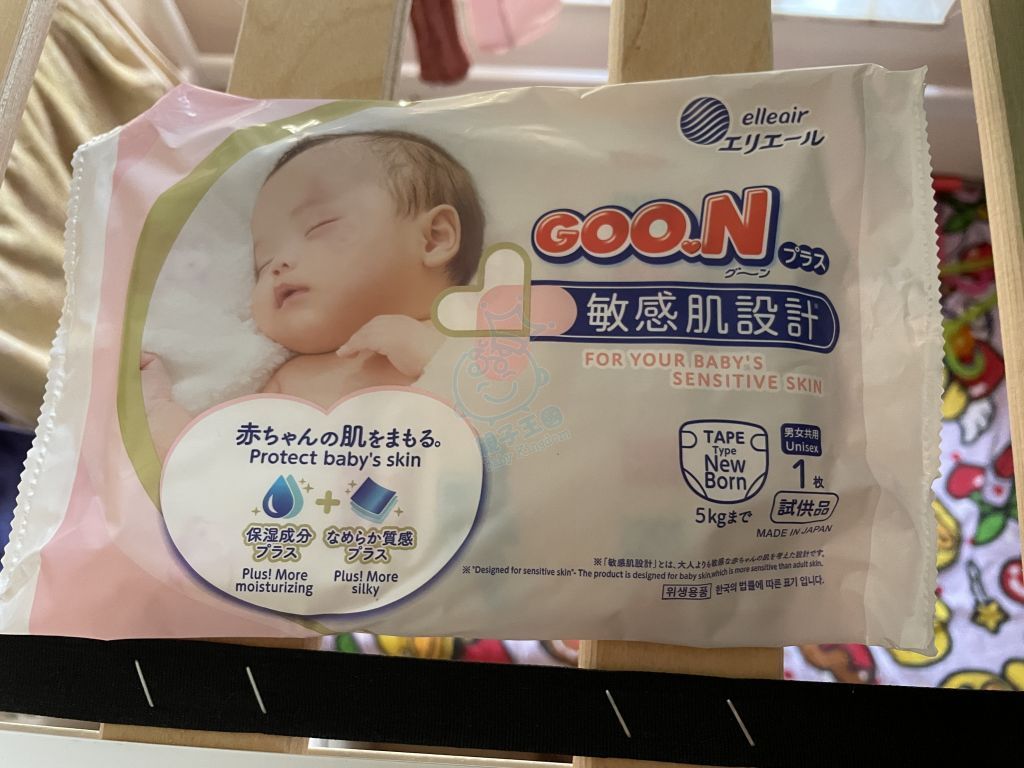 elleair
エリエール
GOO.N
グ〜ン
プラス
敏感肌設計※
FOR YOUR BABY'S
SENSITIVE SKIN
赤ちゃんの肌をまもる。
Protect baby's skin
保湿成分
プラス
Plus! More
moisturizing
+
なめらか質感
プラス
Plus! More
silky
TAPE
Type
New
Born
5kgまで
男女共用
Unisex
1枚
試供品
MADE IN JAPAN
※「敏感肌設計」とは、大人よりも敏感な赤ちゃんの肌を考えた設計です。
※"Designed for sensitive skin"- The product is designed for baby skin,which is more sensitive than adult skin.
위생용품 한국의 법률에 따른 표기 입니다.
親子王國
Baby Kingdom